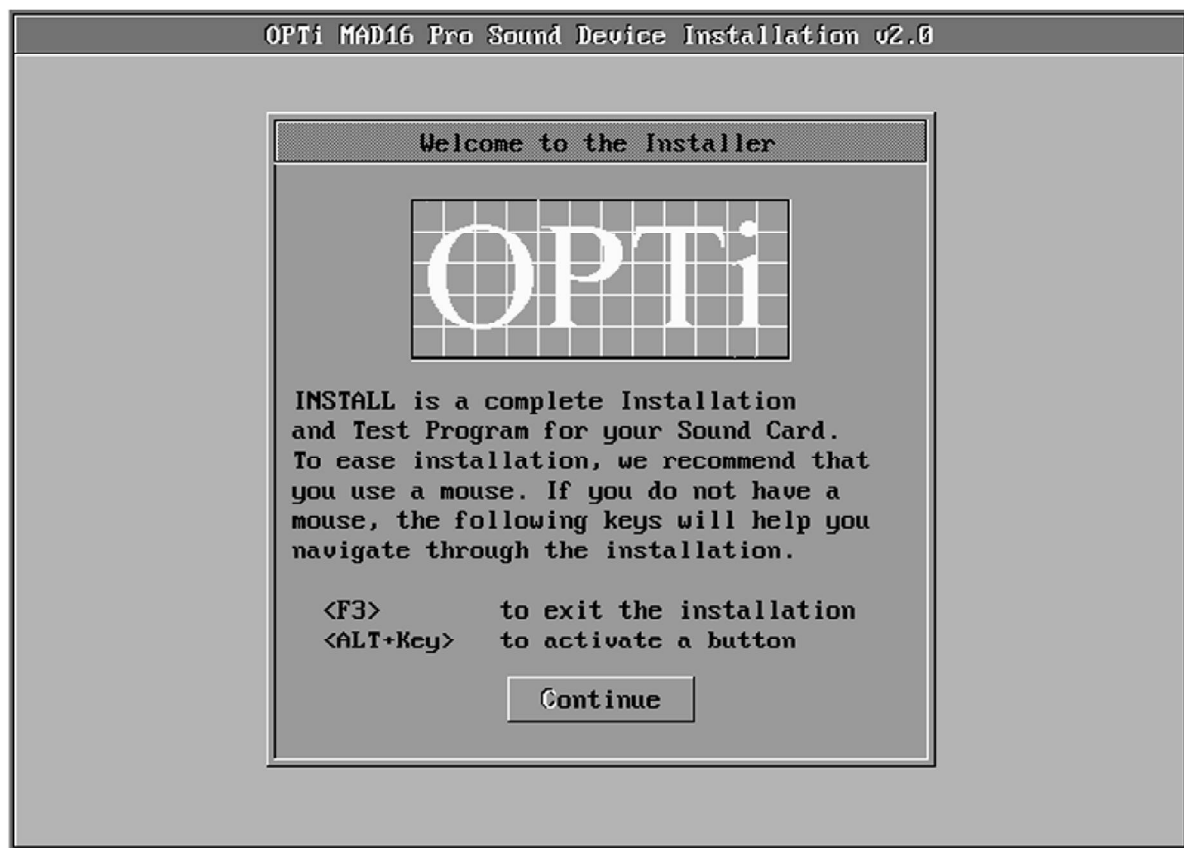 OPTi MAD16 Pro Sound Device Installation v2.0
Welcome to the Installer
OPTi
INSTALL is a complete Installation
and Test Program for your Sound Card.
To ease installation, we recommend that
you use a mouse. If you do not have a
mouse, the following keys will help you
navigate through the installation.
<F3> to exit the installation
<ALT+Key> to activate a button
Continue